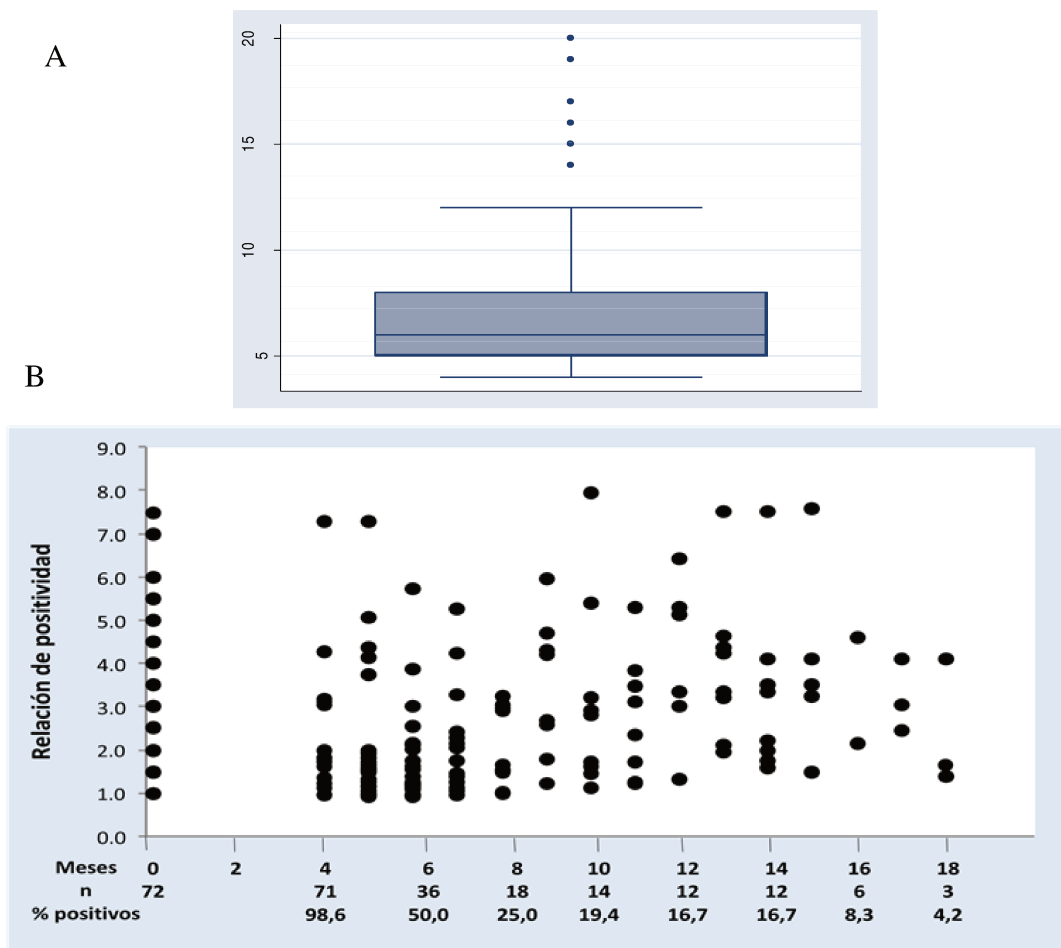 A
20
15
10
5
B
9.0
8.0
7.0
6.0
5.0
4.0
3.0
2.0
1.0
0.0
Relación de positividad
Meses 0 2 4 6 8 10 12 14 16 18
n 72 71 36 18 14 12 12 6 3
% positivos 98,6 50,0 25,0 19,4 16,7 16,7 8,3 4,2